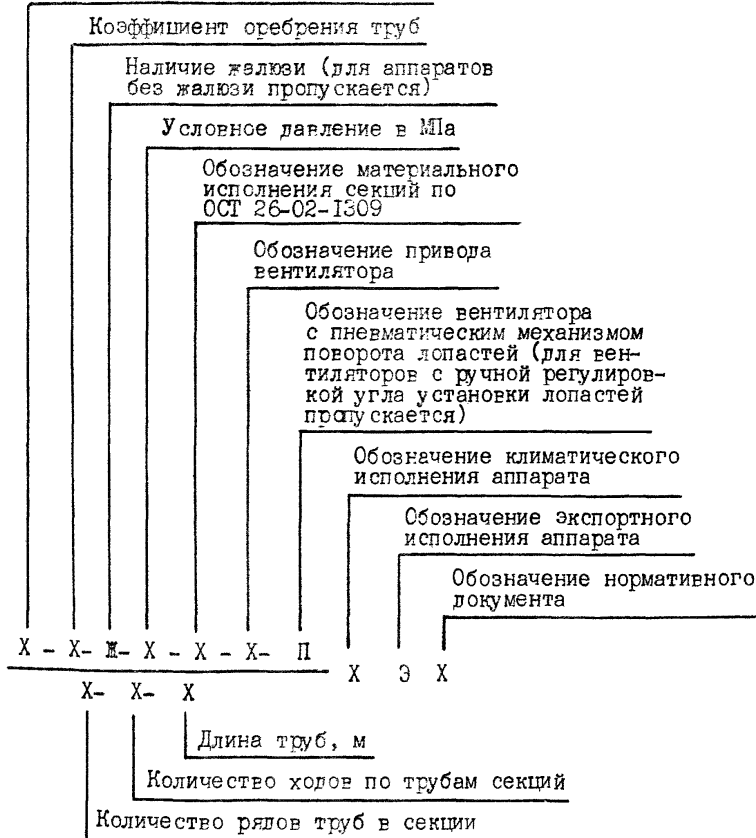 Коэффициент оребрения труб
Наличие жалюзи (для аппаратов
без жалюзи пропускается)
Условное давление в МПа
Обозначение материального
исполнения секций по
ОСТ 26-02-1309
Обозначение привода
вентилятора
Обозначение вентилятора
с пневматическим механизмом
поворота лопастей (для вен-
тиляторов с ручной регулиров-
кой угла установки лопастей
пропускается)
Обозначение климатического
исполнения аппарата
Обозначение экспортного
исполнения аппарата
Обозначение нормативного
документа
Х - Х- Ж- Х - Х - Х- П
Х Э Х
Х- Х- Х
Длина труб, м
Количество ходов по трубам секций
Количество рядов труб в секции